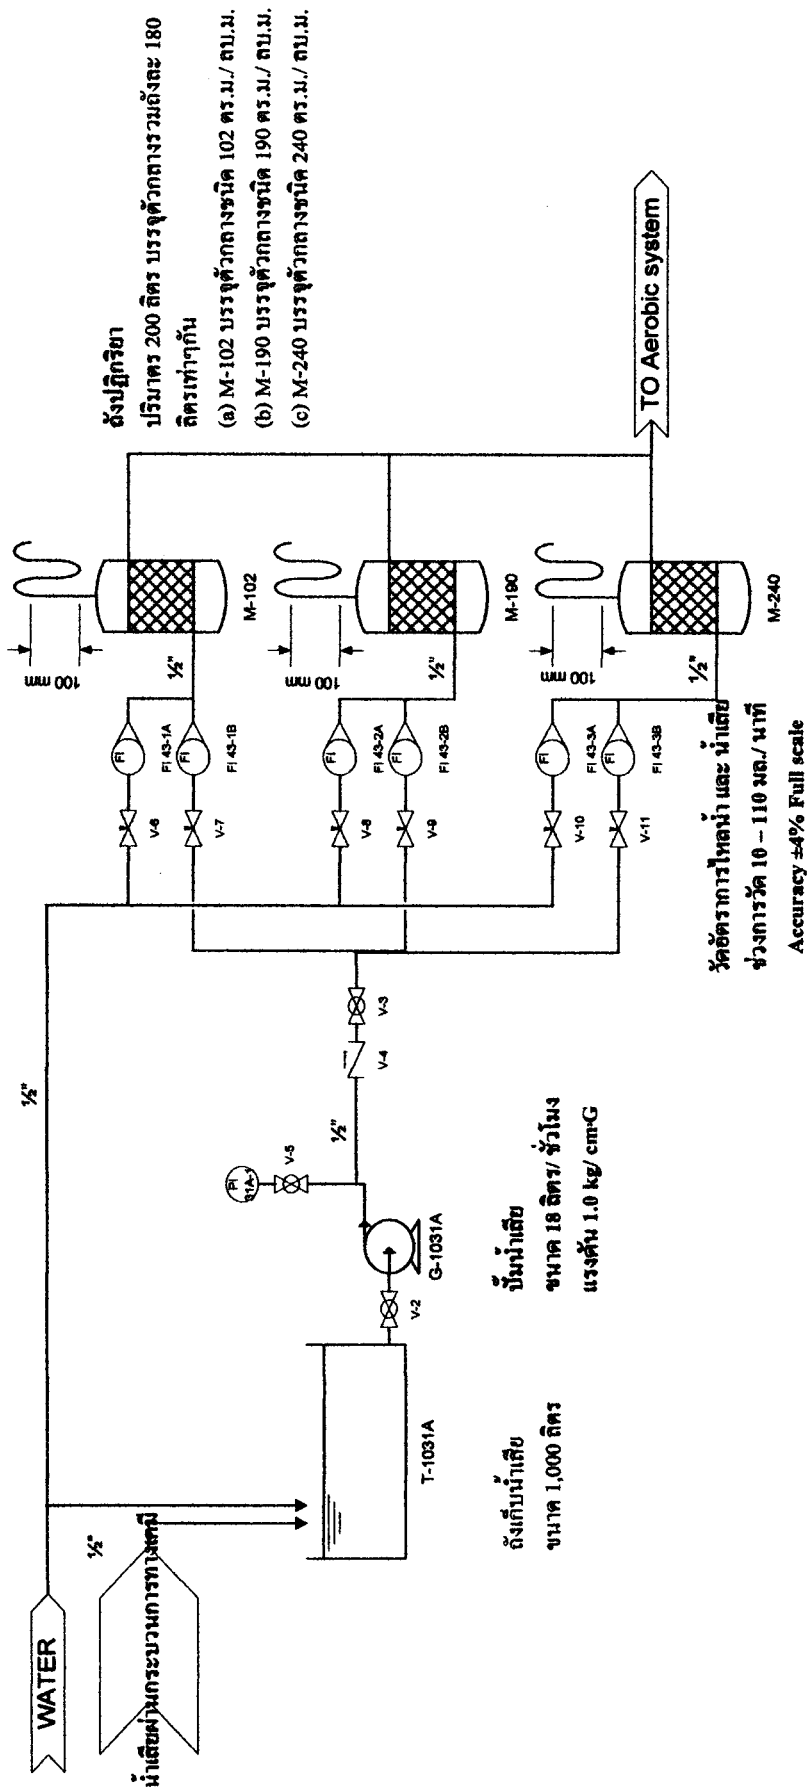 WATER
น้ำเสียผ่านกระบวนการทางเคมี
½"
½"
T-1031A
ถังเก็บน้ำเสีย
ขนาด 1,000 ลิตร
V-2
G-1031A
PI
31A-1
V-5
½"
ปั๊มน้ำเสีย
ขนาด 18 ลิตร/ ชั่วโมง
แรงดัน 1.0 kg/ cm²G
V-4
V-3
V-6
V-7
V-8
V-9
V-10
V-11
FI
FI 43-1A
FI
FI 43-1B
FI
FI 43-2A
FI
FI 43-2B
FI
FI 43-3A
FI
FI 43-3B
วัดอัตราการไหลน้ำ และ น้ำเสีย
ช่วงการวัด 10 – 110 มล./ นาที
Accuracy ±4% Full scale
½"
½"
½"
100 mm
100 mm
100 mm
M-102
M-190
M-240
TO Aerobic system
ถังปฏิกริยา
ปริมาตร 200 ลิตร บรรจุตัวกลางรวมถังละ 180
ลิตรเท่าๆกัน
(a) M-102 บรรจุตัวกลางชนิด 102 ตร.ม./ ลบ.ม.
(b) M-190 บรรจุตัวกลางชนิด 190 ตร.ม./ ลบ.ม.
(c) M-240 บรรจุตัวกลางชนิด 240 ตร.ม./ ลบ.ม.